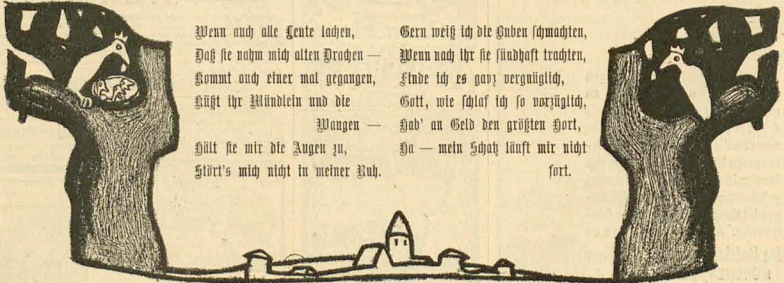 Wenn auch alle Leute lachen,
Daß sie nahm mich alten Drachen —
Kommt auch einer mal gegangen,
Küßt ihr Mündlein und die
Wangen —
Hält sie mir die Augen zu,
Stört's mich nicht in meiner Ruh.
Gern weiß ich die Buben schmachten,
Wenn nach ihr sie sündhaft trachten,
Finde ich es ganz vergnüglich,
Gott, wie schlaf ich so vorzüglich,
Hab' an Geld den größten Hort,
Ha — mein Schatz läuft mir nicht
fort.